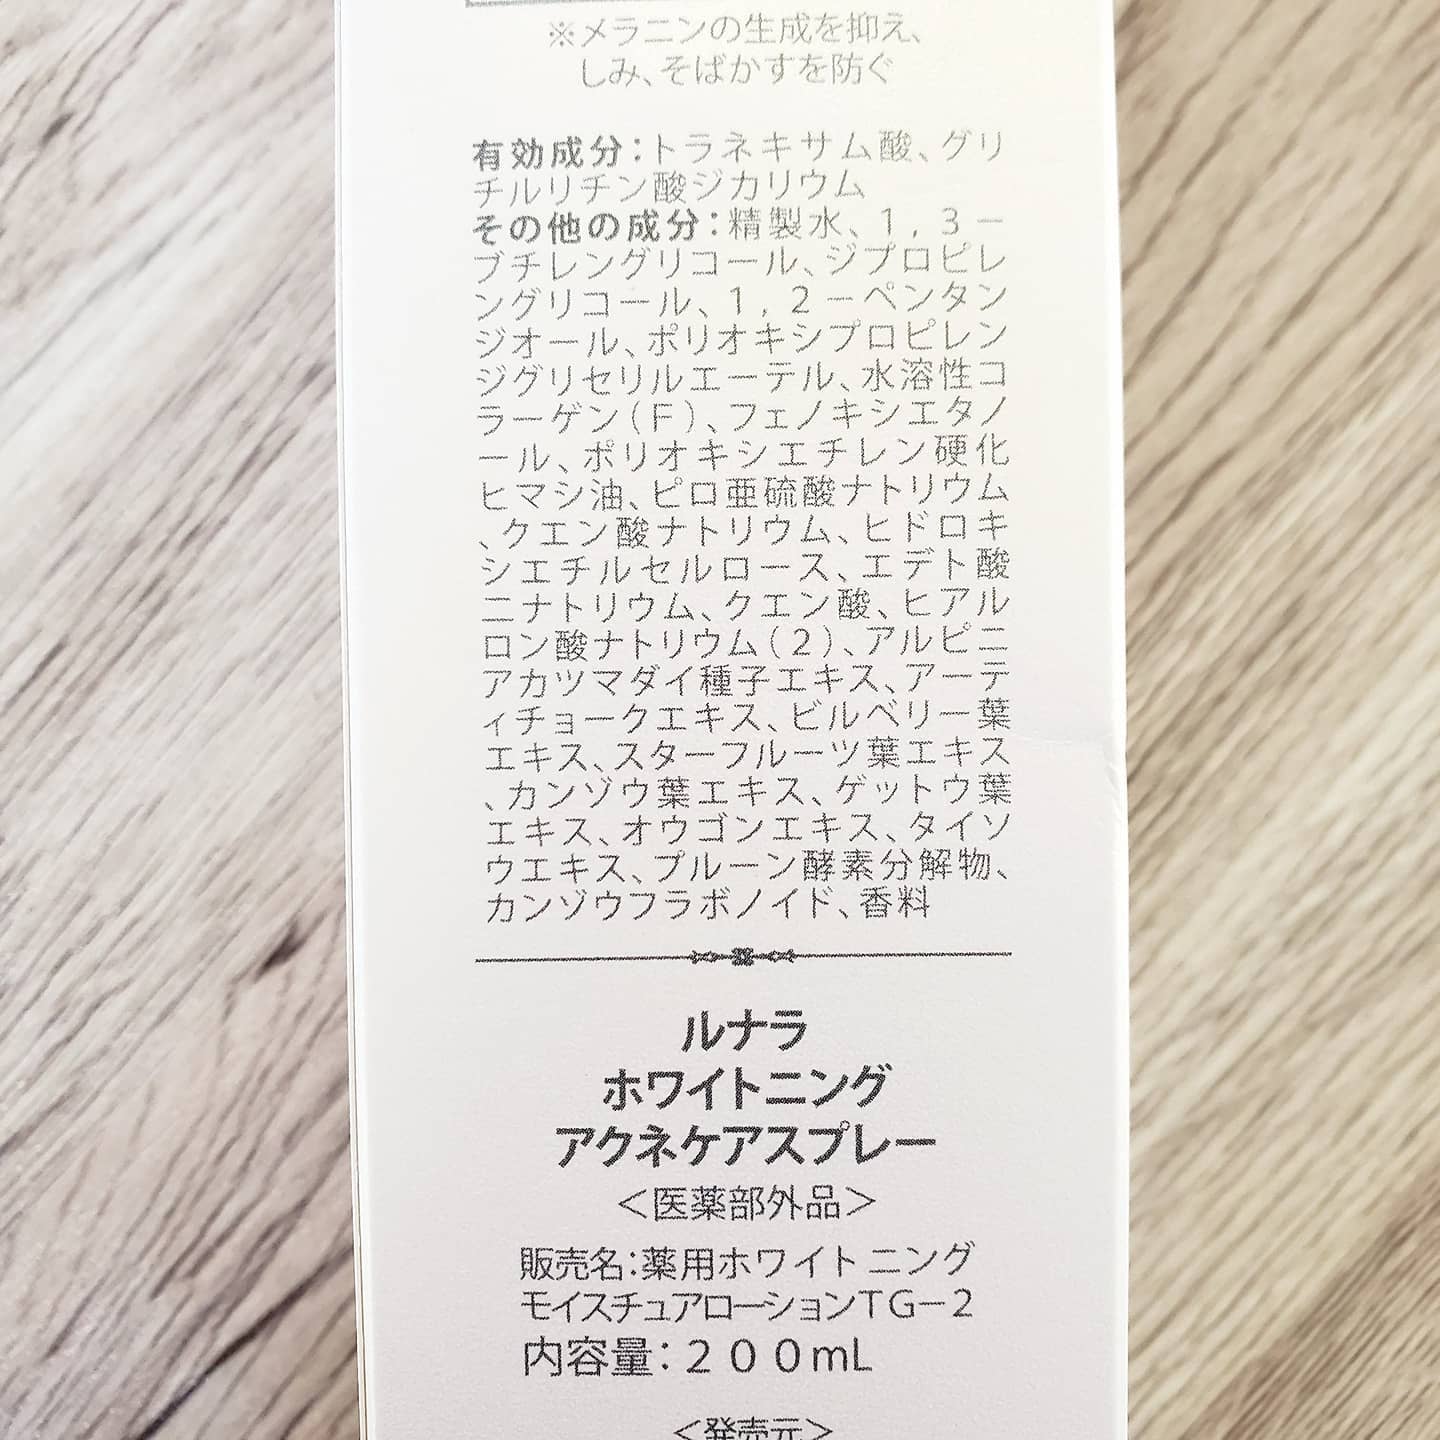 ※メラニンの生成を抑え、
しみ、そばかすを防ぐ
有効成分：トラネキサム酸、グリ
チルリチン酸ジカリウム
その他の成分：精製水、１，３－
ブチレングリコール、ジプロピレ
ングリコール、１，２－ペンタン
ジオール、ポリオキシプロピレン
ジグリセリルエーテル、水溶性コ
ラーゲン（Ｆ）、フェノキシエタノ
ール、ポリオキシエチレン硬化
ヒマシ油、ピロ亜硫酸ナトリウム
、クエン酸ナトリウム、ヒドロキ
シエチルセルロース、エデト酸
二ナトリウム、クエン酸、ヒアル
ロン酸ナトリウム（２）、アルピニ
アカツマダイ種子エキス、アーテ
ィチョークエキス、ビルベリー葉
エキス、スターフルーツ葉エキス
、カンゾウ葉エキス、ゲットウ葉
エキス、オウゴンエキス、タイソ
ウエキス、プルーン酵素分解物、
カンゾウフラボノイド、香料
ルナラ
ホワイトニング
アクネケアスプレー
＜医薬部外品＞
販売名：薬用ホワイトニング
モイスチュアローションＴＧ－２
内容量：２００mL
＜発売元＞